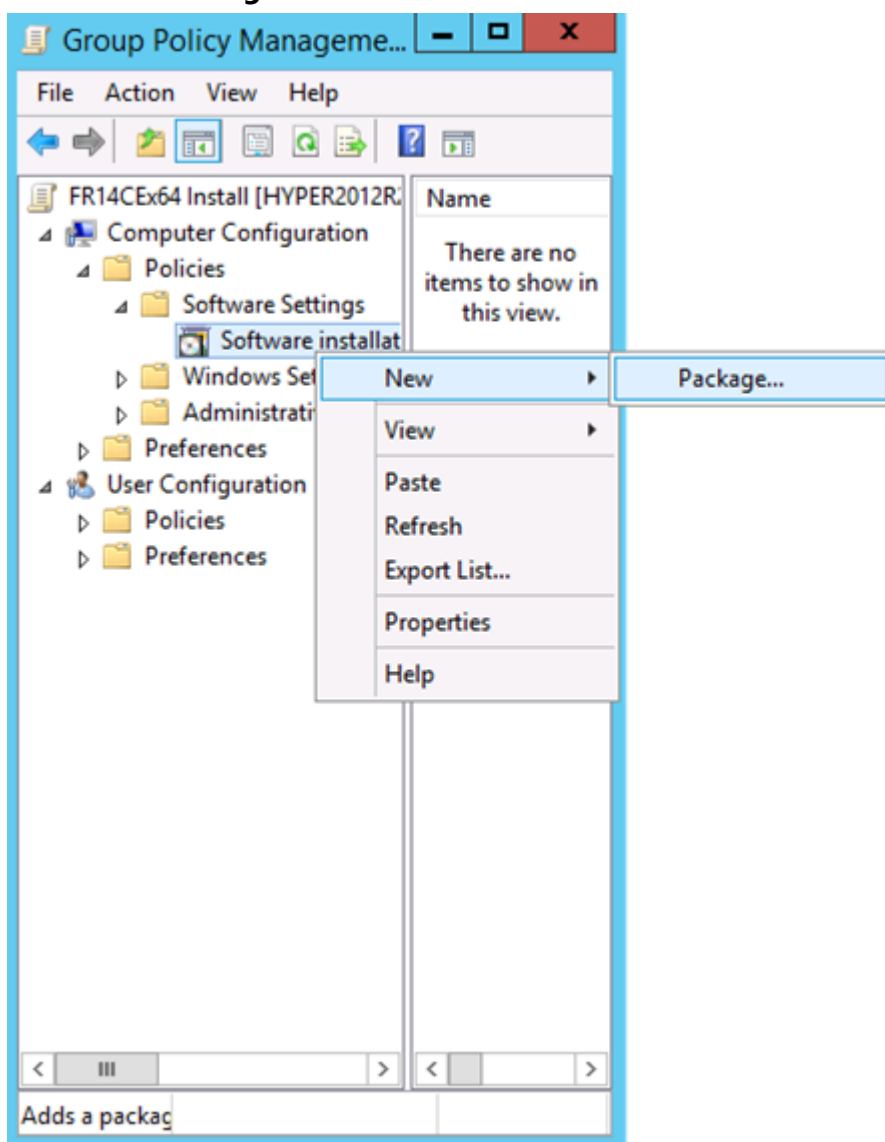 Group Policy Manageme...
File Action View Help
FR14CEx64 Install [HYPER2012R2
Name
Computer Configuration
There are no
items to show in
this view.
Policies
Software Settings
Software installat
Windows Set
New
Package...
Administrati
View
Preferences
User Configuration
Paste
Policies
Refresh
Preferences
Export List...
Properties
Help
Adds a packag